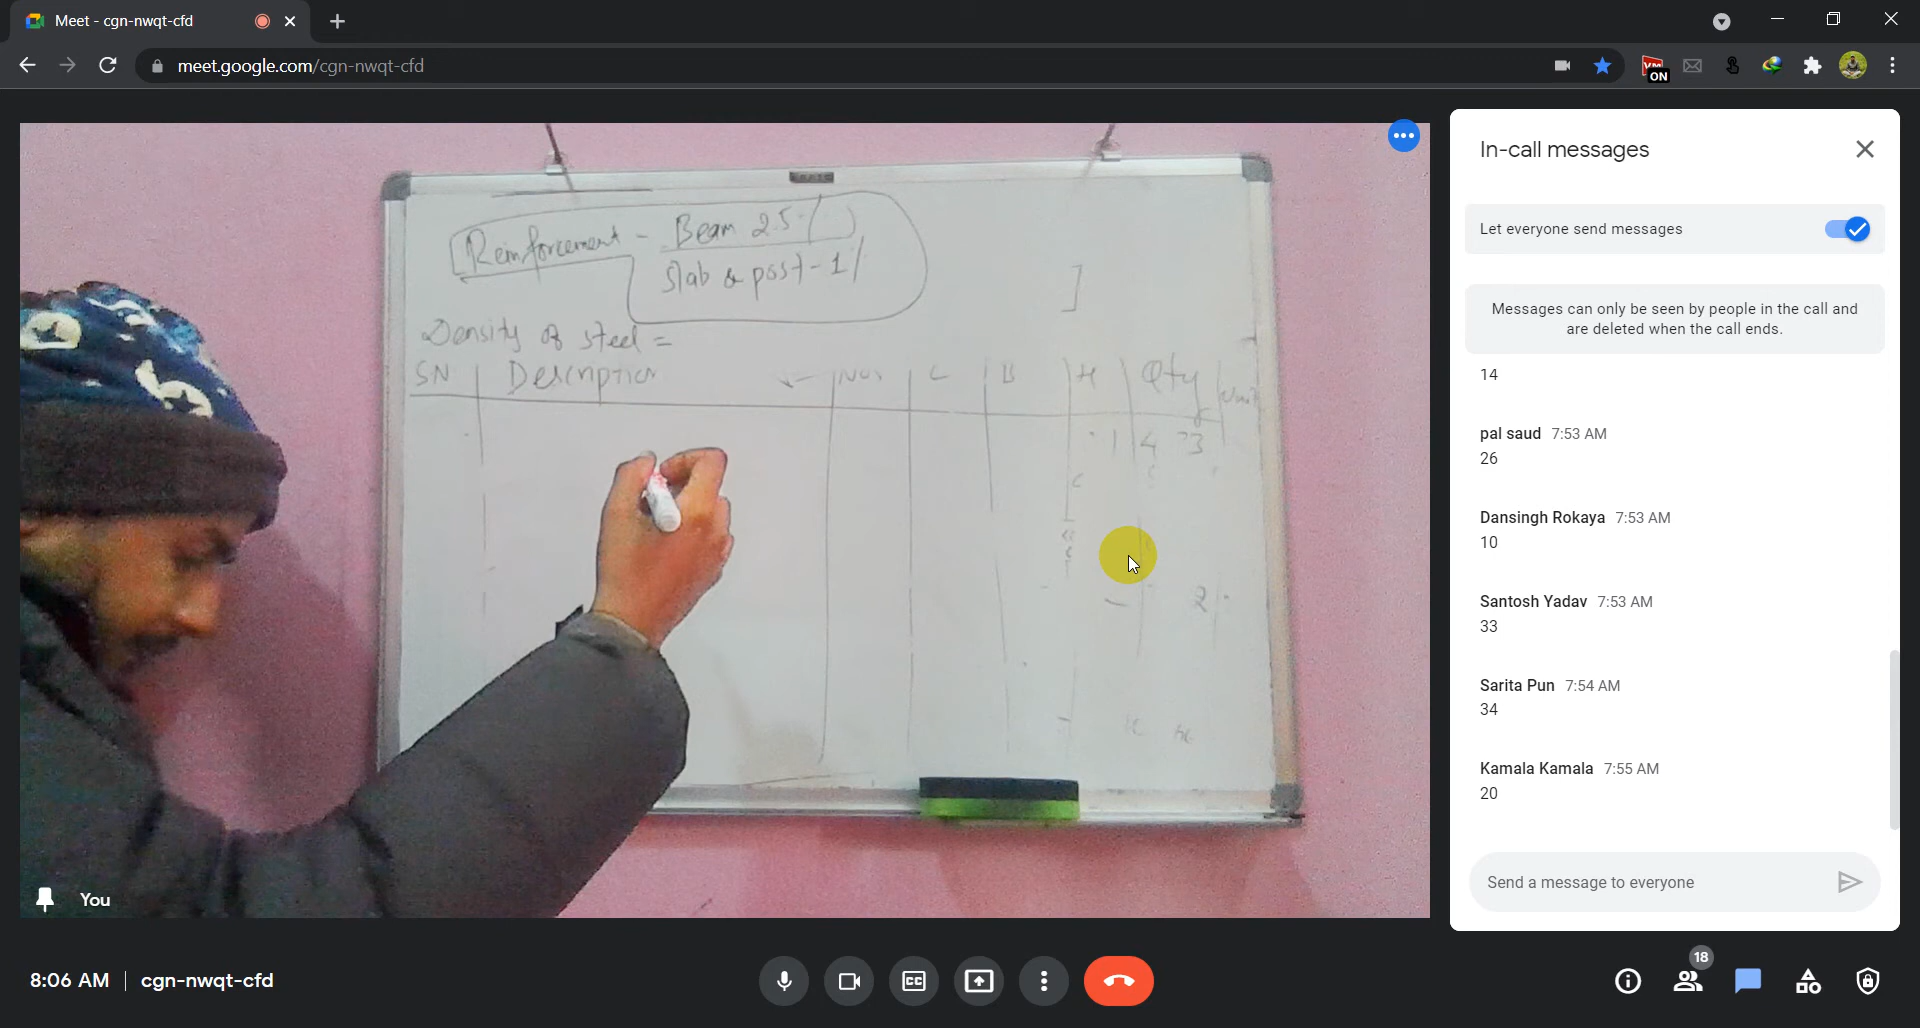 Meet - cgn-nwqt-cfd
meet.google.com/cgn-nwqt-cfd
ON
Reinforcement - Beam 2.5%
Slab & post - 1%
]
Density of steel =
SN Description Nos L B H Qty Unit
You
In-call messages
Let everyone send messages
Messages can only be seen by people in the call and
are deleted when the call ends.
14
pal saud 7:53 AM
26
Dansingh Rokaya 7:53 AM
10
Santosh Yadav 7:53 AM
33
Sarita Pun 7:54 AM
34
Kamala Kamala 7:55 AM
20
Send a message to everyone
8:06 AM | cgn-nwqt-cfd
CC
18